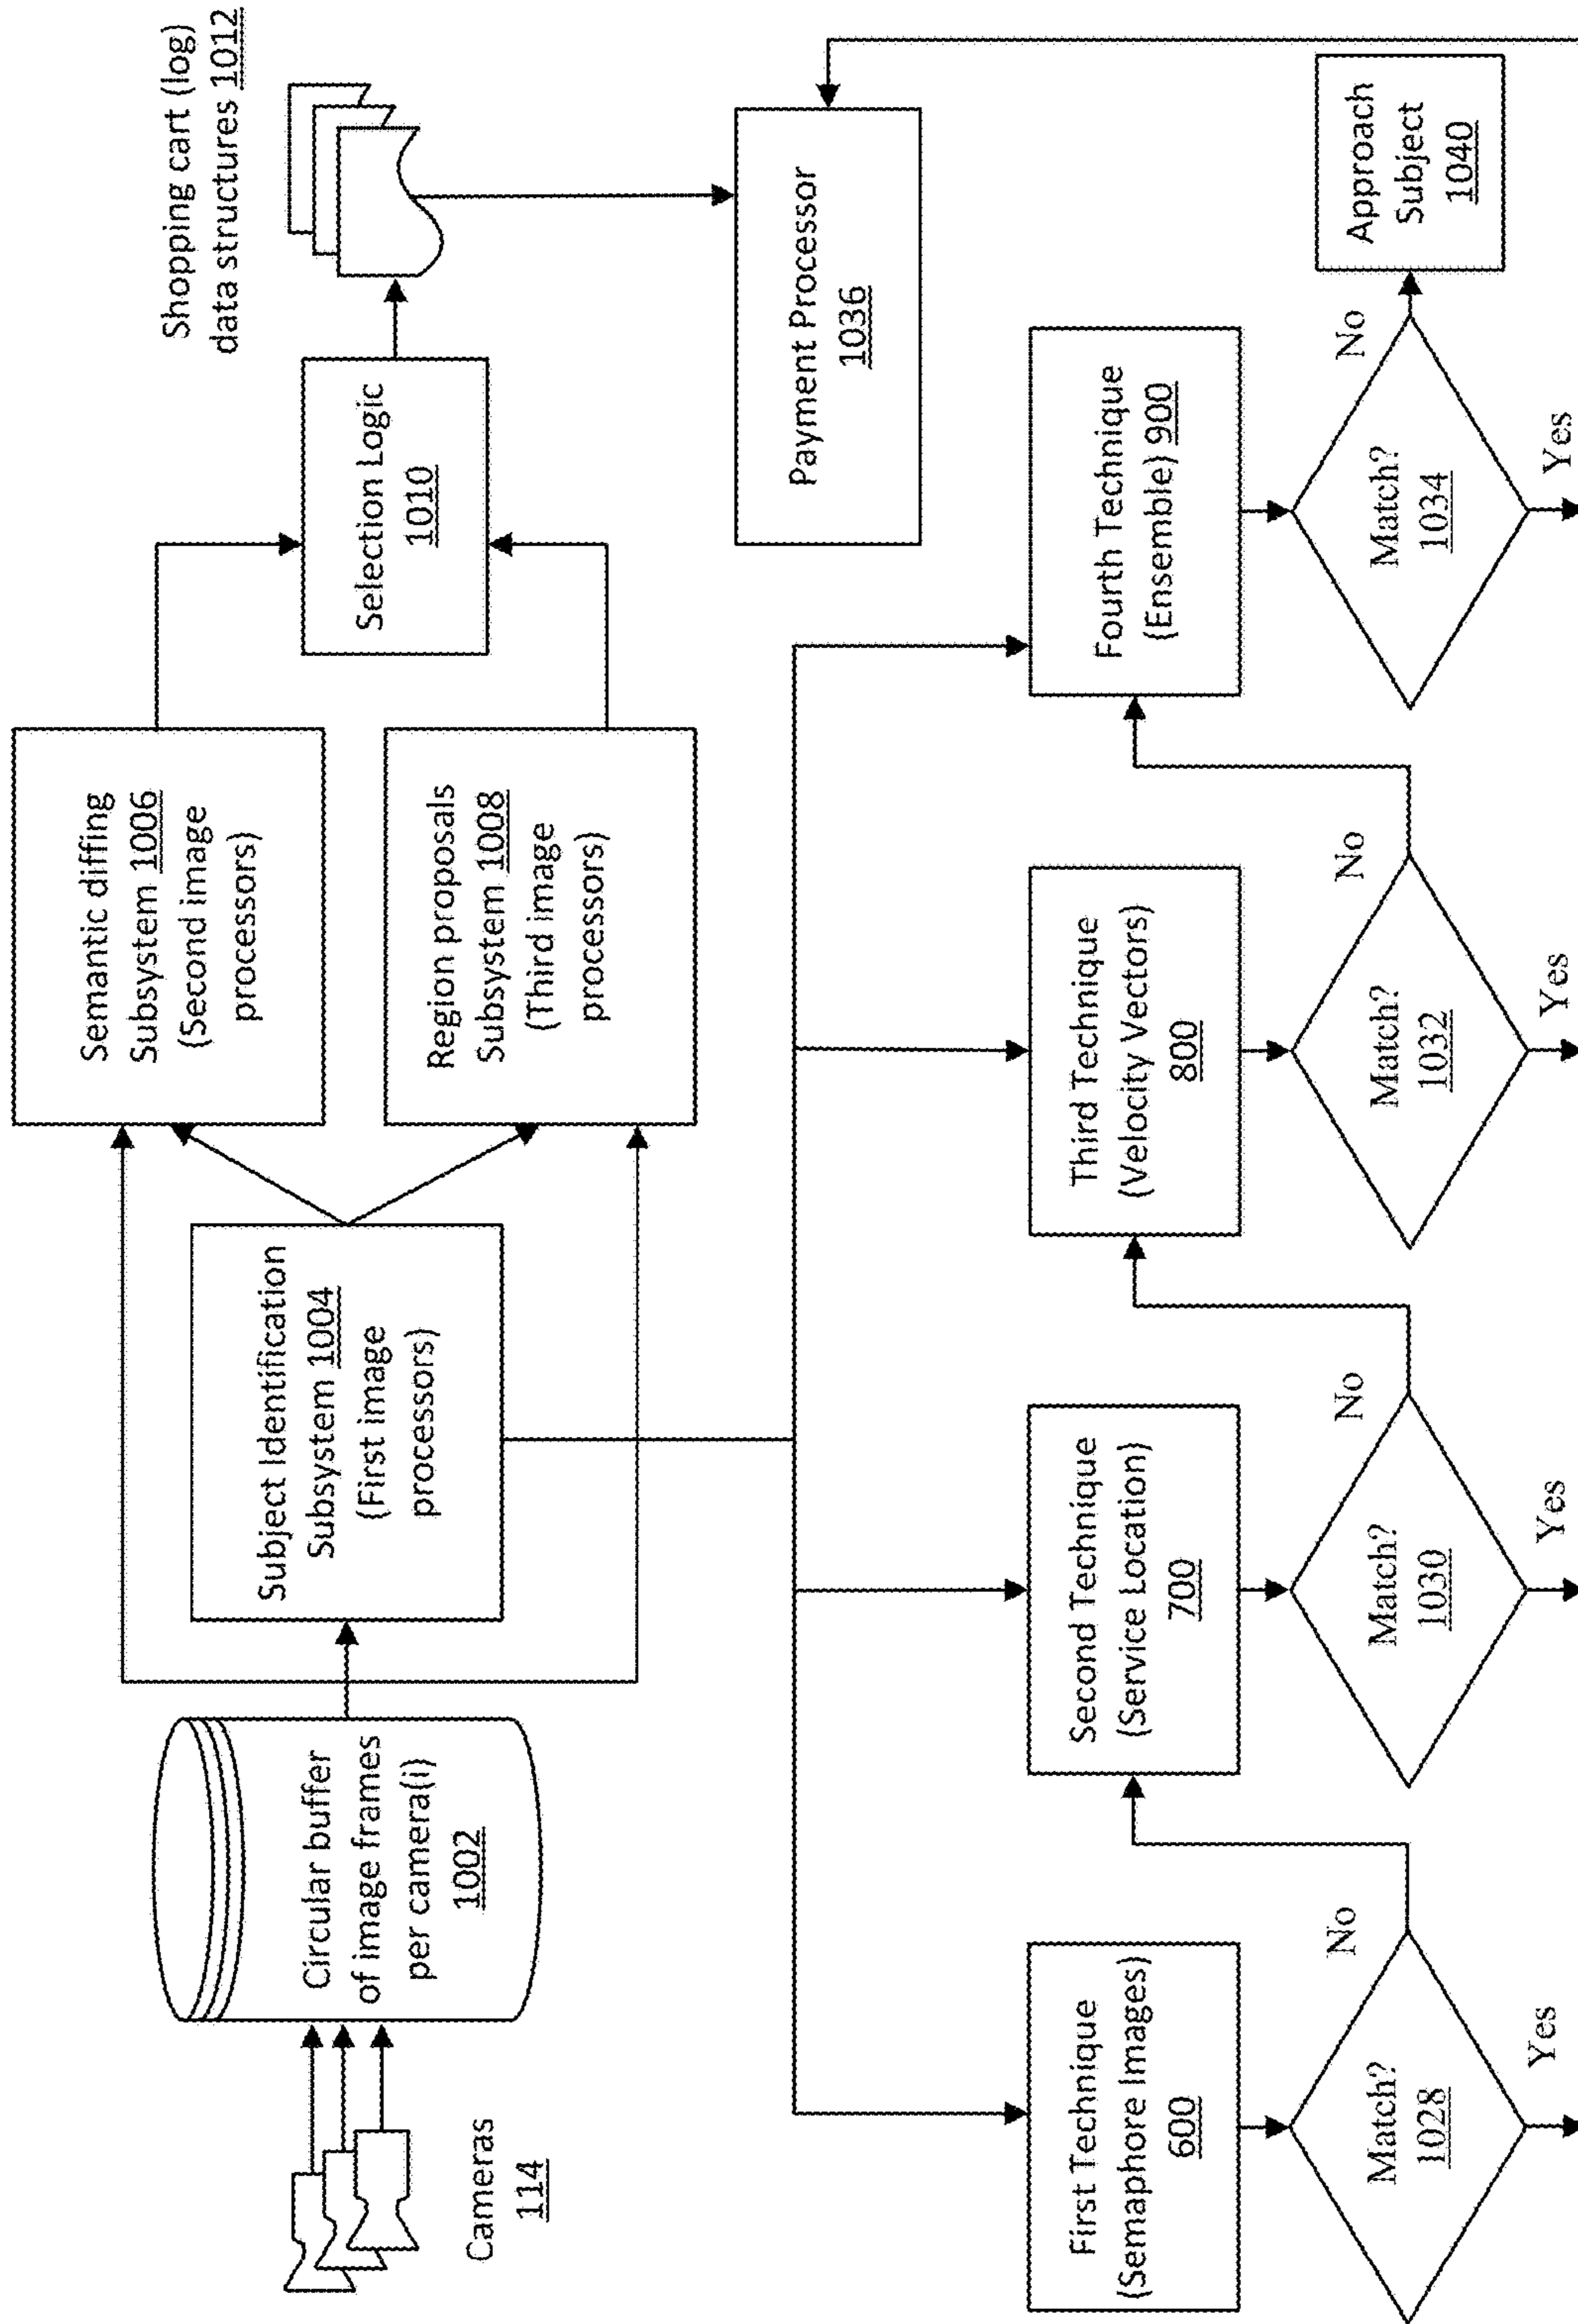 Cameras
114
Circular buffer
of image frames
per camera(i)
1002
Subject Identification
Subsystem 1004
(First image
processors)
Semantic diffing
Subsystem 1006
(Second image
processors)
Region proposals
Subsystem 1008
(Third image
processors)
Selection Logic
1010
Shopping cart (log)
data structures 1012
Payment Processor
1036
First Technique
(Semaphore Images)
600
Second Technique
(Service Location)
700
Third Technique
(Velocity Vectors)
800
Fourth Technique
(Ensemble) 900
Match?
1028
No
Yes
Match?
1030
No
Yes
Match?
1032
No
Yes
Match?
1034
No
Yes
Approach
Subject
1040